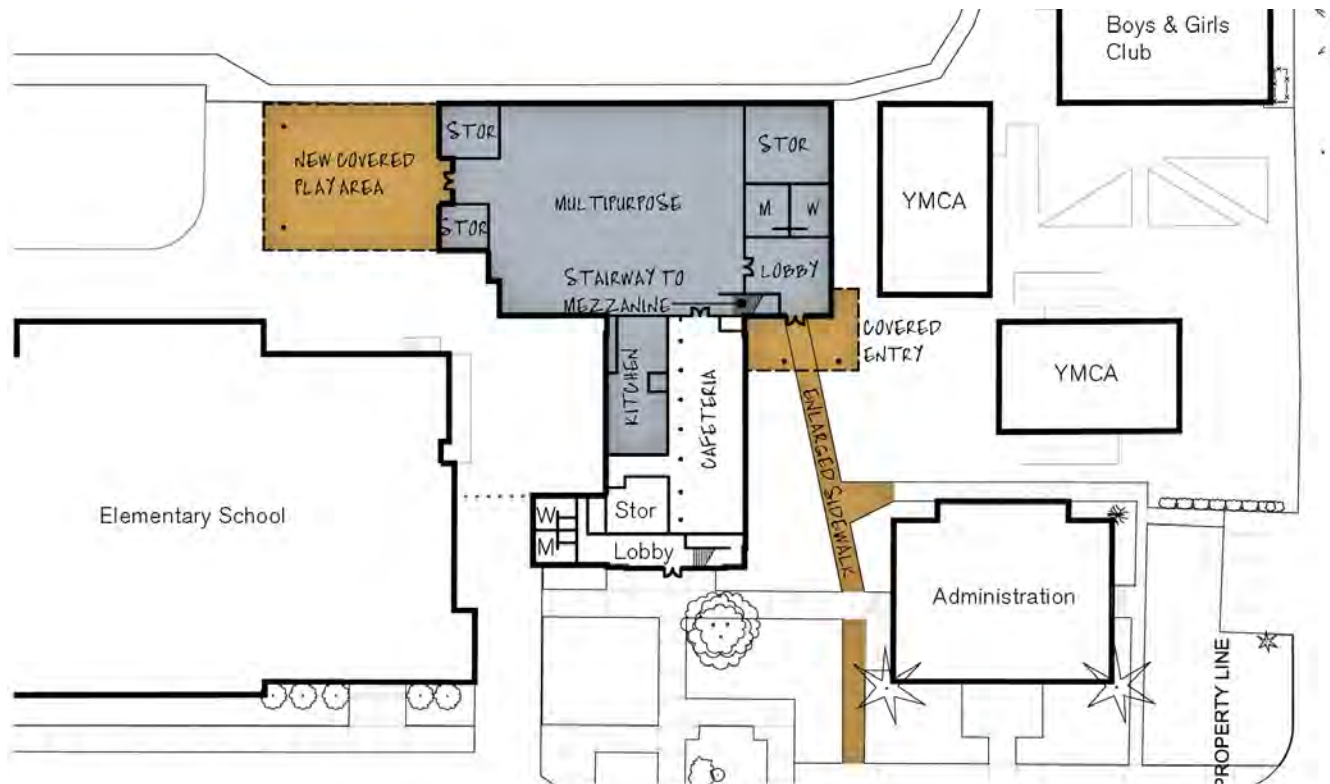 Boys & Girls
Club
STOR
STOR
NEW COVERED
PLAY AREA
MULTIPURPOSE
M
W
YMCA
STOR
LOBBY
STAIRWAY TO
MEZZANINE
COVERED
ENTRY
KITCHEN
CAFETERIA
YMCA
ENLARGED SIDEWALK
Elementary School
W
M
Stor
Lobby
Administration
PROPERTY LINE